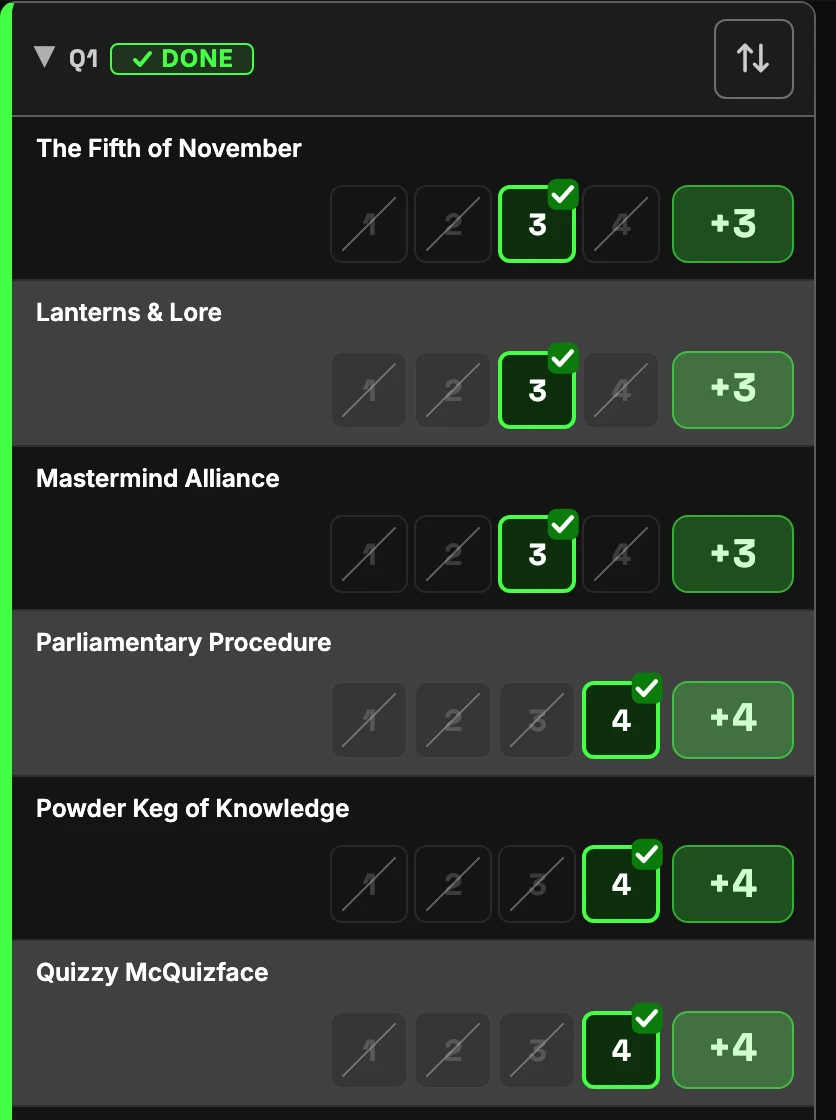 ▼ Q1 ✓ DONE
The Fifth of November
1 2 3 4 +3
Lanterns & Lore
1 2 3 4 +3
Mastermind Alliance
1 2 3 4 +3
Parliamentary Procedure
1 2 3 4 +4
Powder Keg of Knowledge
1 2 3 4 +4
Quizzy McQuizface
1 2 3 4 +4